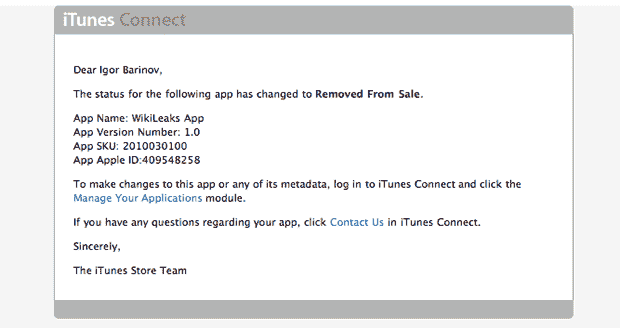 iTunes Connect
Dear Igor Barinov,
The status for the following app has changed to Removed From Sale.
App Name: WikiLeaks App
App Version Number: 1.0
App SKU: 2010030100
App Apple ID:409548258
To make changes to this app or any of its metadata, log in to iTunes Connect and click the
Manage Your Applications module.
If you have any questions regarding your app, click Contact Us in iTunes Connect.
Sincerely,
The iTunes Store Team